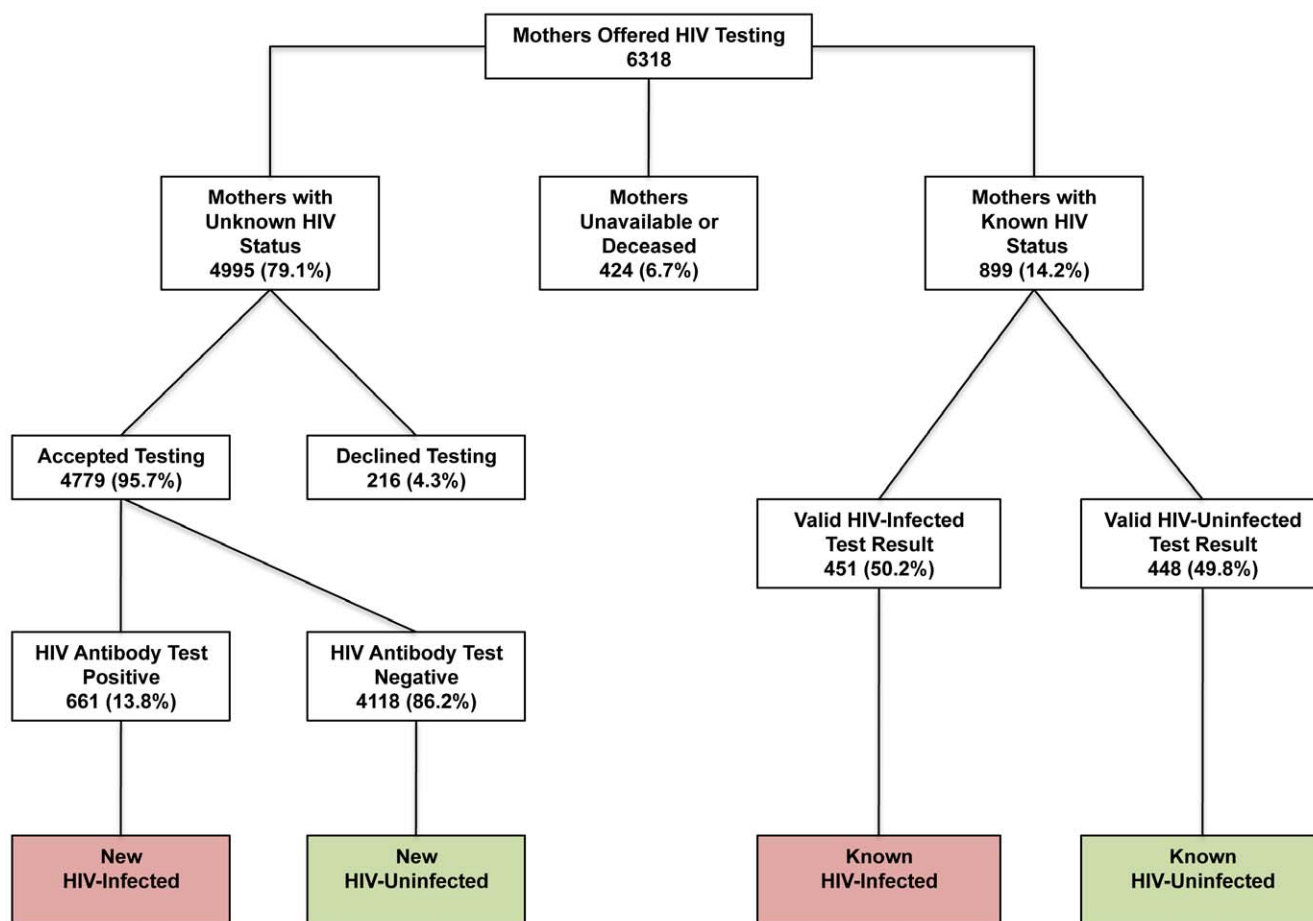 Mothers Offered HIV Testing
6318
Mothers with
Unknown HIV
Status
4995 (79.1%)
Mothers
Unavailable or
Deceased
424 (6.7%)
Mothers with
Known HIV
Status
899 (14.2%)
Accepted Testing
4779 (95.7%)
Declined Testing
216 (4.3%)
Valid HIV-Infected
Test Result
451 (50.2%)
Valid HIV-Uninfected
Test Result
448 (49.8%)
HIV Antibody Test
Positive
661 (13.8%)
HIV Antibody Test
Negative
4118 (86.2%)
New
HIV-Infected
New
HIV-Uninfected
Known
HIV-Infected
Known
HIV-Uninfected